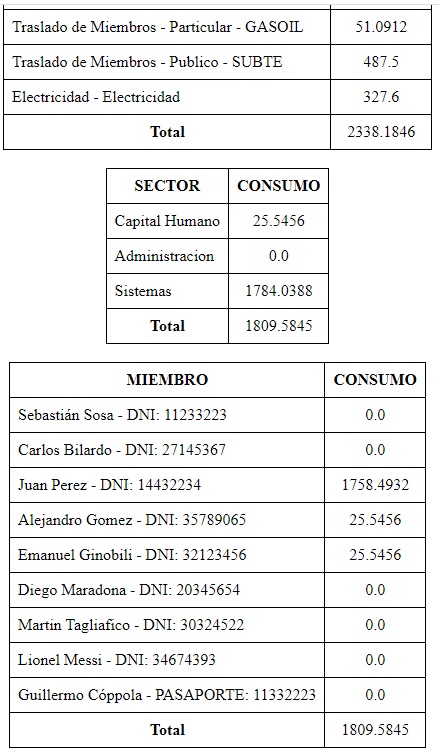 Traslado de Miembros - Particular - GASOIL 51.0912
Traslado de Miembros - Publico - SUBTE 487.5
Electricidad - Electricidad 327.6
Total 2338.1846
SECTOR CONSUMO
Capital Humano 25.5456
Administracion 0.0
Sistemas 1784.0388
Total 1809.5845
MIEMBRO CONSUMO
Sebastián Sosa - DNI: 11233223 0.0
Carlos Bilardo - DNI: 27145367 0.0
Juan Perez - DNI: 14432234 1758.4932
Alejandro Gomez - DNI: 35789065 25.5456
Emanuel Ginobili - DNI: 32123456 25.5456
Diego Maradona - DNI: 20345654 0.0
Martin Tagliafico - DNI: 30324522 0.0
Lionel Messi - DNI: 34674393 0.0
Guillermo Cóppola - PASAPORTE: 11332223 0.0
Total 1809.5845